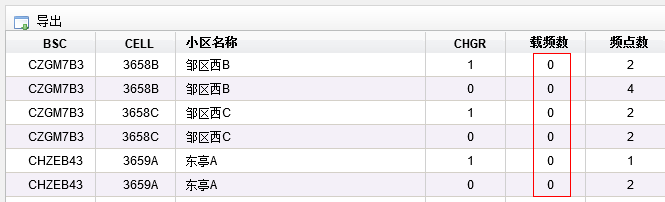 导出
BSC CELL 小区名称 CHGR 载频数 频点数
CZGM7B3 3658B 邹区西B 1 0 2
CZGM7B3 3658B 邹区西B 0 0 4
CZGM7B3 3658C 邹区西C 1 0 2
CZGM7B3 3658C 邹区西C 0 0 2
CHZEB43 3659A 东亭A 1 0 1
CHZEB43 3659A 东亭A 0 0 2